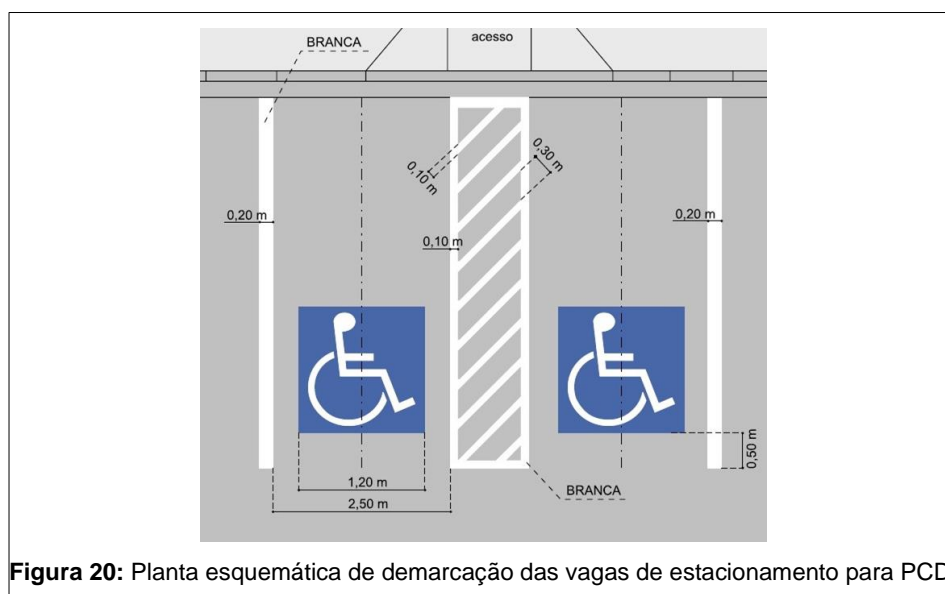 acesso
BRANCA
0,10 m
0,30 m
0,20 m
0,20 m
0,10 m
0,50 m
1,20 m
BRANCA
2,50 m
Figura 20: Planta esquemática de demarcação das vagas de estacionamento para PCD